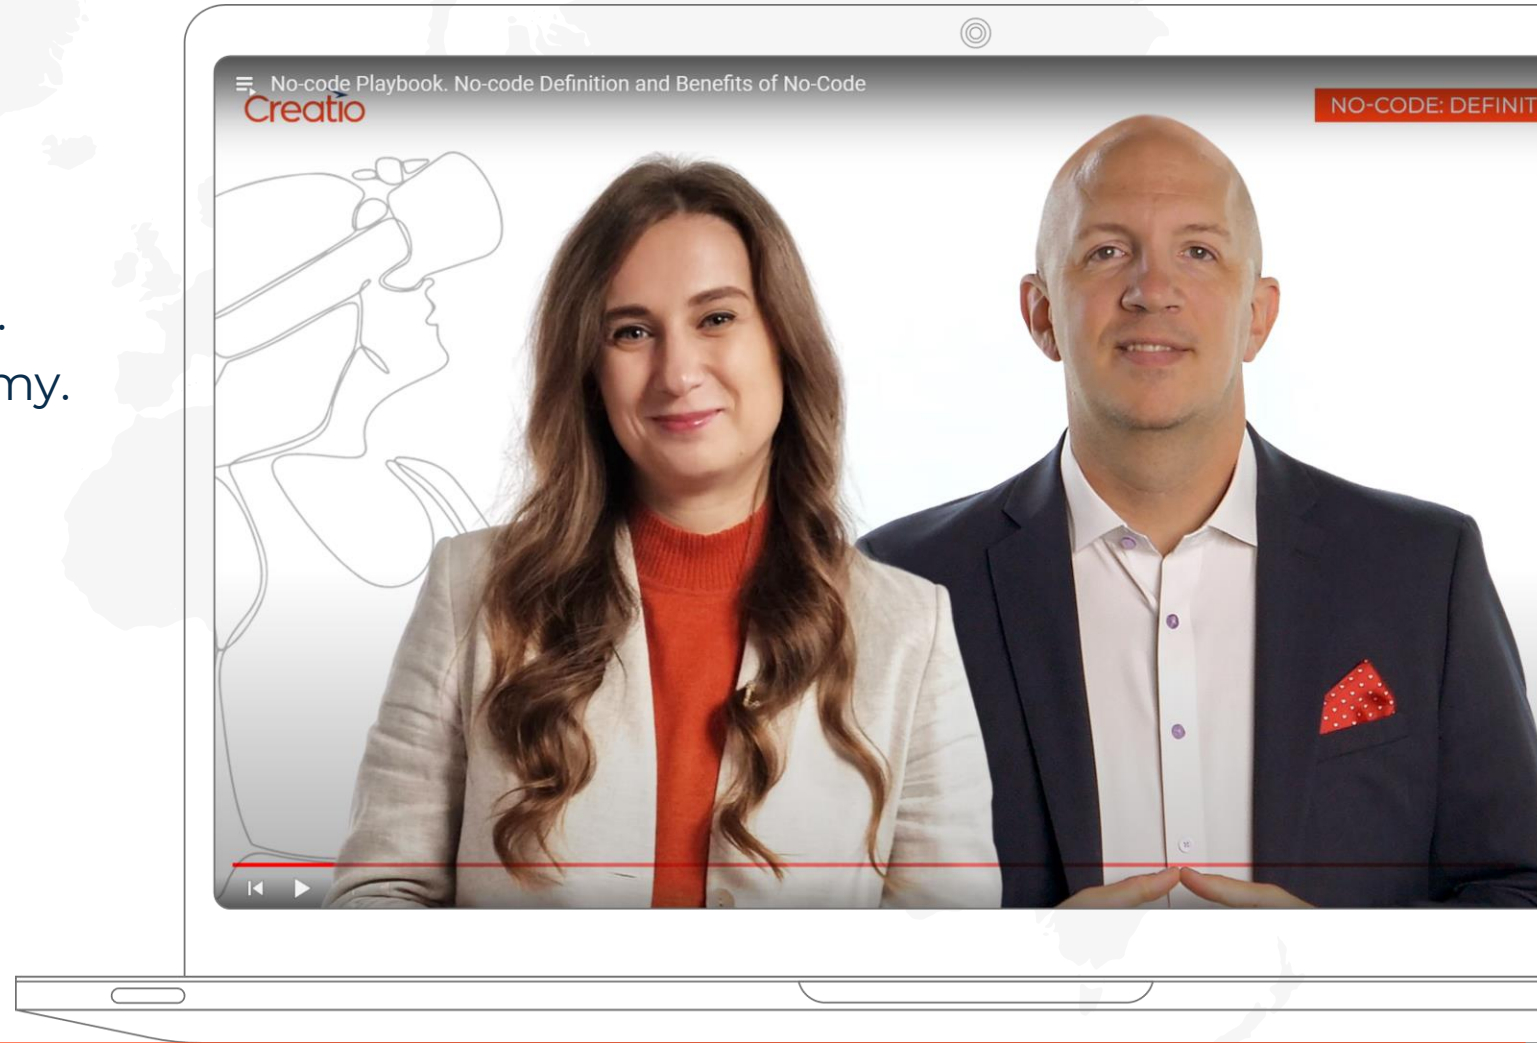 No-code Playbook. No-code Definition and Benefits of No-Code
Creatio
NO-CODE: DEFINIT
.
my.